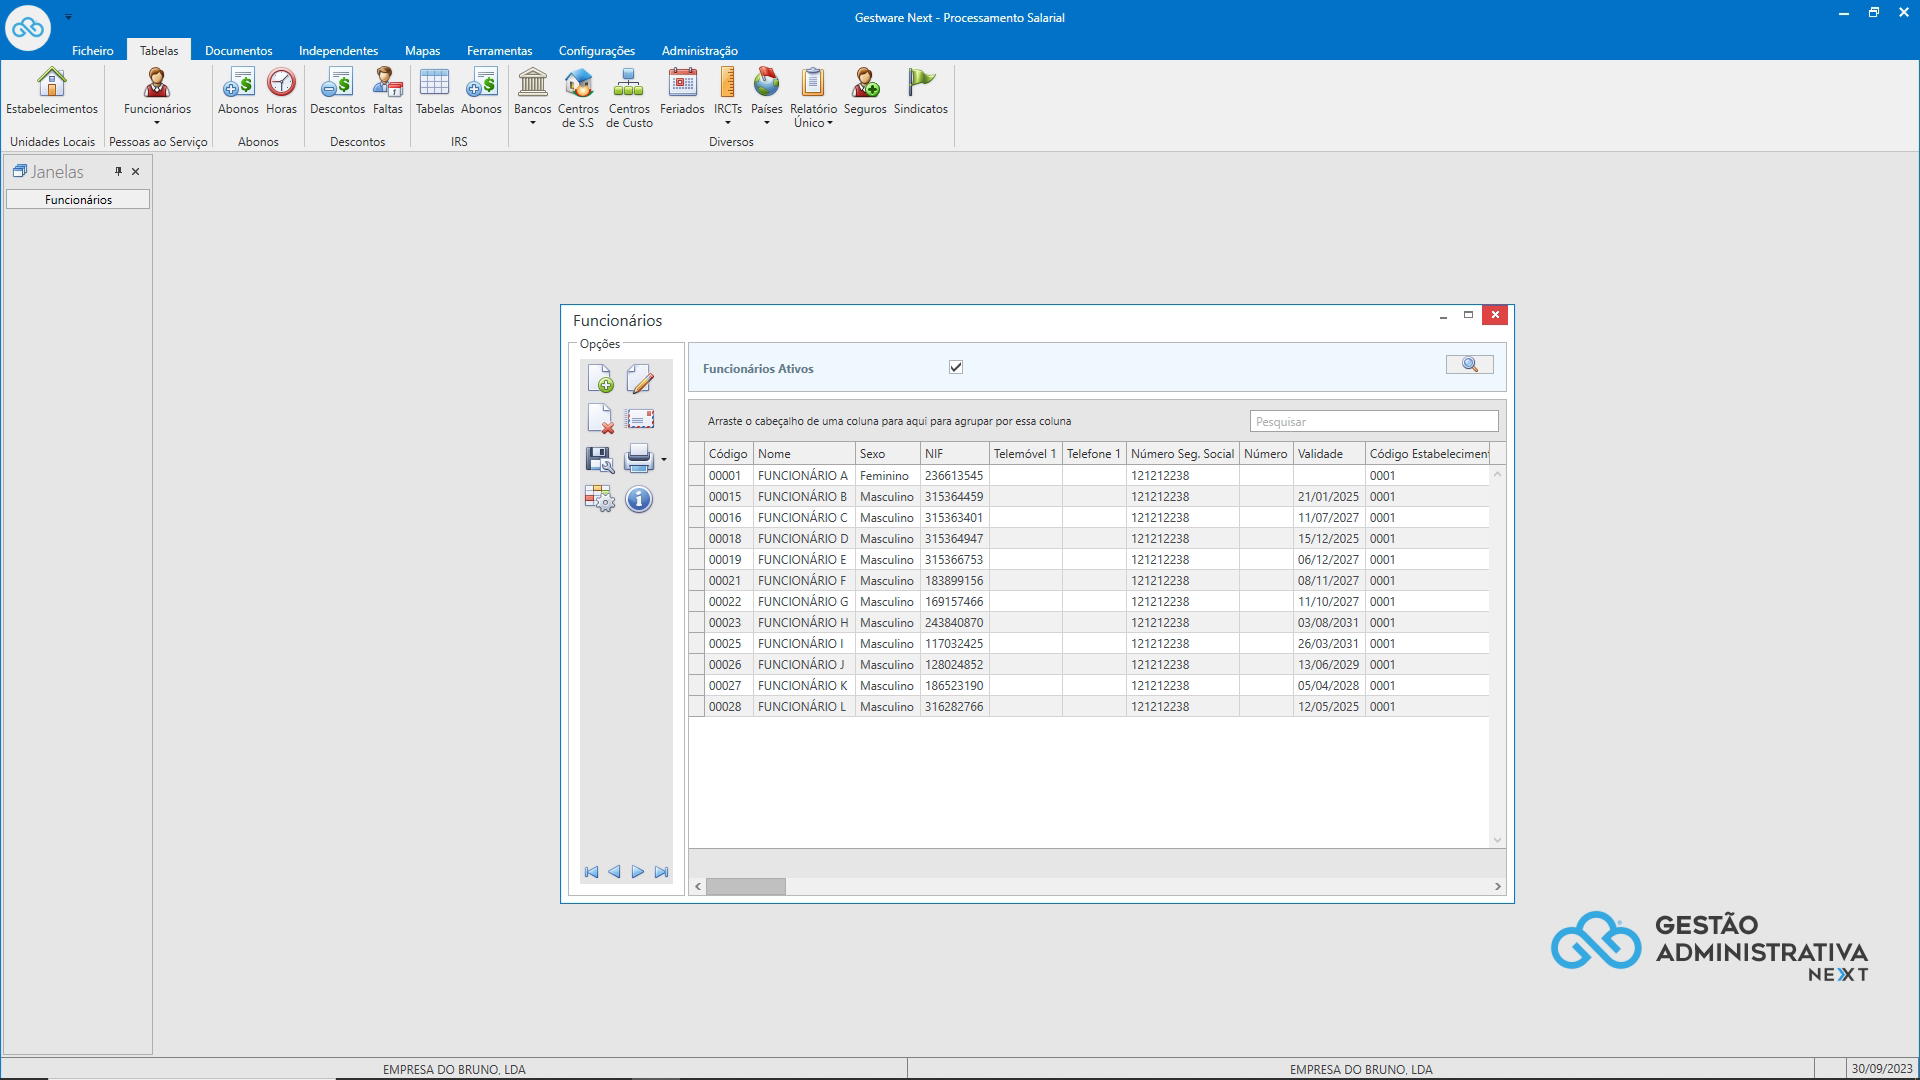 Gestware Next - Processamento Salarial
Ficheiro Tabelas Documentos Independentes Mapas Ferramentas Configurações Administração
Estabelecimentos Funcionários Abonos Horas Descontos Faltas Tabelas Abonos Bancos Centros de S.S Centros de Custo Feriados IRCTs Países Relatório Único Seguros Sindicatos
Unidades Locais Pessoas ao Serviço Abonos Descontos IRS Diversos
Janelas
Funcionários
Funcionários
Opções
Funcionários Ativos
Arraste o cabeçalho de uma coluna para aqui para agrupar por essa coluna Pesquisar
Código Nome Sexo NIF Telemóvel 1 Telefone 1 Número Seg. Social Número Validade Código Estabeleciment
00001 FUNCIONÁRIO A Feminino 236613545 121212238 0001
00015 FUNCIONÁRIO B Masculino 315364459 121212238 21/01/2025 0001
00016 FUNCIONÁRIO C Masculino 315363401 121212238 11/07/2027 0001
00018 FUNCIONÁRIO D Masculino 315364947 121212238 15/12/2025 0001
00019 FUNCIONÁRIO E Masculino 315366753 121212238 06/12/2027 0001
00021 FUNCIONÁRIO F Masculino 183899156 121212238 08/11/2027 0001
00022 FUNCIONÁRIO G Masculino 169157466 121212238 11/10/2027 0001
00023 FUNCIONÁRIO H Masculino 243840870 121212238 03/08/2031 0001
00025 FUNCIONÁRIO I Masculino 117032425 121212238 26/03/2031 0001
00026 FUNCIONÁRIO J Masculino 128024852 121212238 13/06/2029 0001
00027 FUNCIONÁRIO K Masculino 186523190 121212238 05/04/2028 0001
00028 FUNCIONÁRIO L Masculino 316282766 121212238 12/05/2025 0001
GESTÃO
ADMINISTRATIVA
NEXT
EMPRESA DO BRUNO, LDA EMPRESA DO BRUNO, LDA 30/09/2023